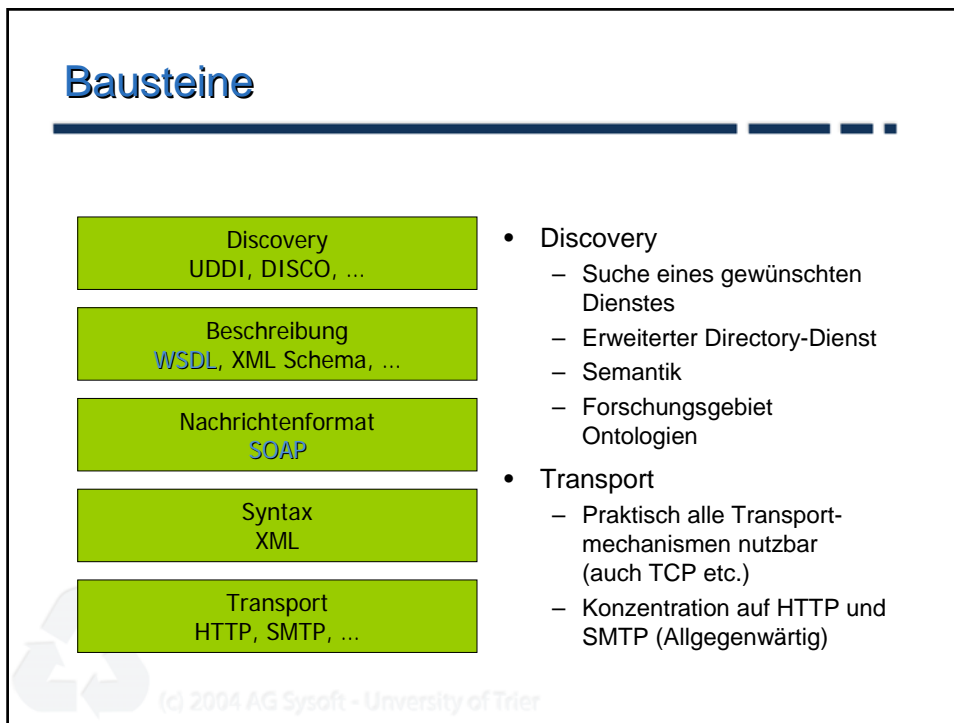 Bausteine
Discovery
UDDI, DISCO, ...
Beschreibung
WSDL, XML Schema, ...
Nachrichtenformat
SOAP
Syntax
XML
Transport
HTTP, SMTP, ...
• Discovery
– Suche eines gewünschten
Dienstes
– Erweiterter Directory-Dienst
– Semantik
– Forschungsgebiet
Ontologien
• Transport
– Praktisch alle Transport-
mechanismen nutzbar
(auch TCP etc.)
– Konzentration auf HTTP und
SMTP (Allgegenwärtig)
(c) 2004 AG Sysoft - Unversity of Trier